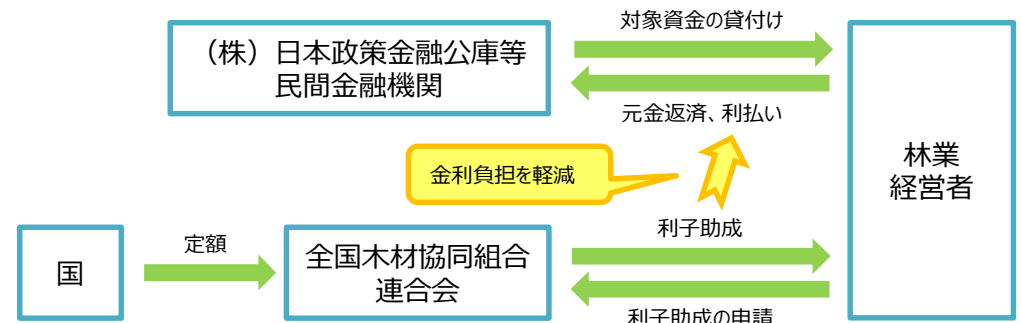 対象資金の貸付け
（株）日本政策金融公庫等
民間金融機関
元金返済、利払い
林業
経営者
金利負担を軽減
利子助成
定額
国
全国木材協同組合
連合会
利子助成の申請